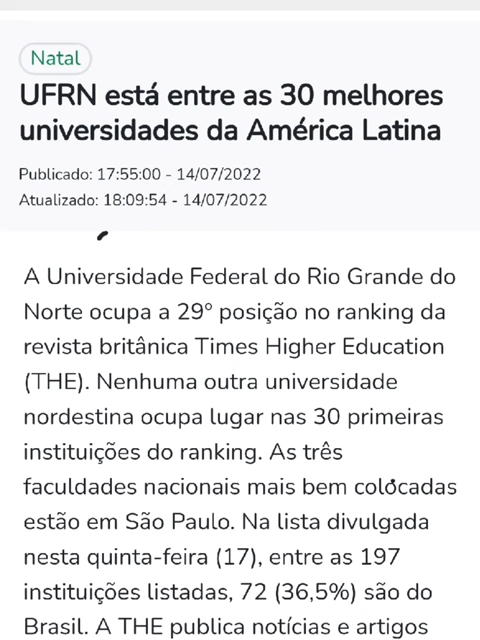 Natal
UFRN está entre as 30 melhores
universidades da América Latina
Publicado: 17:55:00 - 14/07/2022
Atualizado: 18:09:54 - 14/07/2022
A Universidade Federal do Rio Grande do
Norte ocupa a 29º posição no ranking da
revista britânica Times Higher Education
(THE). Nenhuma outra universidade
nordestina ocupa lugar nas 30 primeiras
instituições do ranking. As três
faculdades nacionais mais bem colocadas
estão em São Paulo. Na lista divulgada
nesta quinta-feira (17), entre as 197
instituições listadas, 72 (36,5%) são do
Brasil. A THE publica notícias e artigos